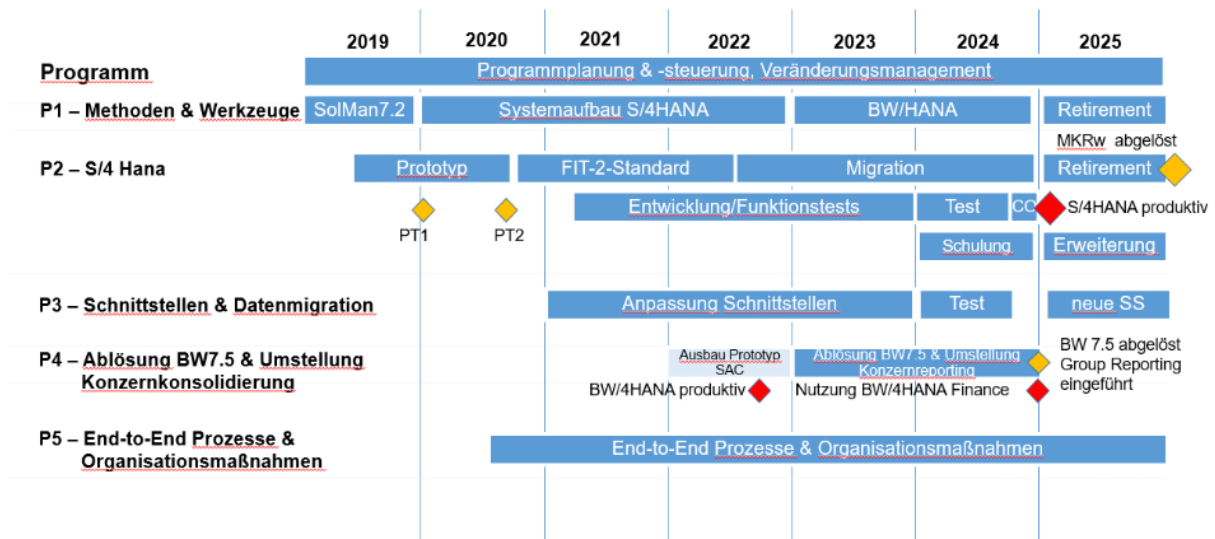 2019 2020 2021 2022 2023 2024 2025
Programm
Programmplanung & -steuerung, Veränderungsmanagement
P1 – Methoden & Werkzeuge
SolMan7.2 Systemaufbau S/4HANA BW/HANA Retirement
MKRw abgelöst
P2 – S/4 Hana
Prototyp FIT-2-Standard Migration Retirement
Entwicklung/Funktionstests Test CO S/4HANA produktiv
PT1 PT2
Schulung Erweiterung
P3 – Schnittstellen & Datenmigration
Anpassung Schnittstellen Test neue SS
P4 – Ablösung BW7.5 & Umstellung
Konzernkonsolidierung
Ausbau Prototyp
SAC
Ablösung BW7.5 & Umstellung
Konzernreporting
BW 7.5 abgelöst
Group Reporting
eingeführt
BW/4HANA produktiv Nutzung BW/4HANA Finance
P5 – End-to-End Prozesse &
Organisationsmaßnahmen
End-to-End Prozesse & Organisationsmaßnahmen